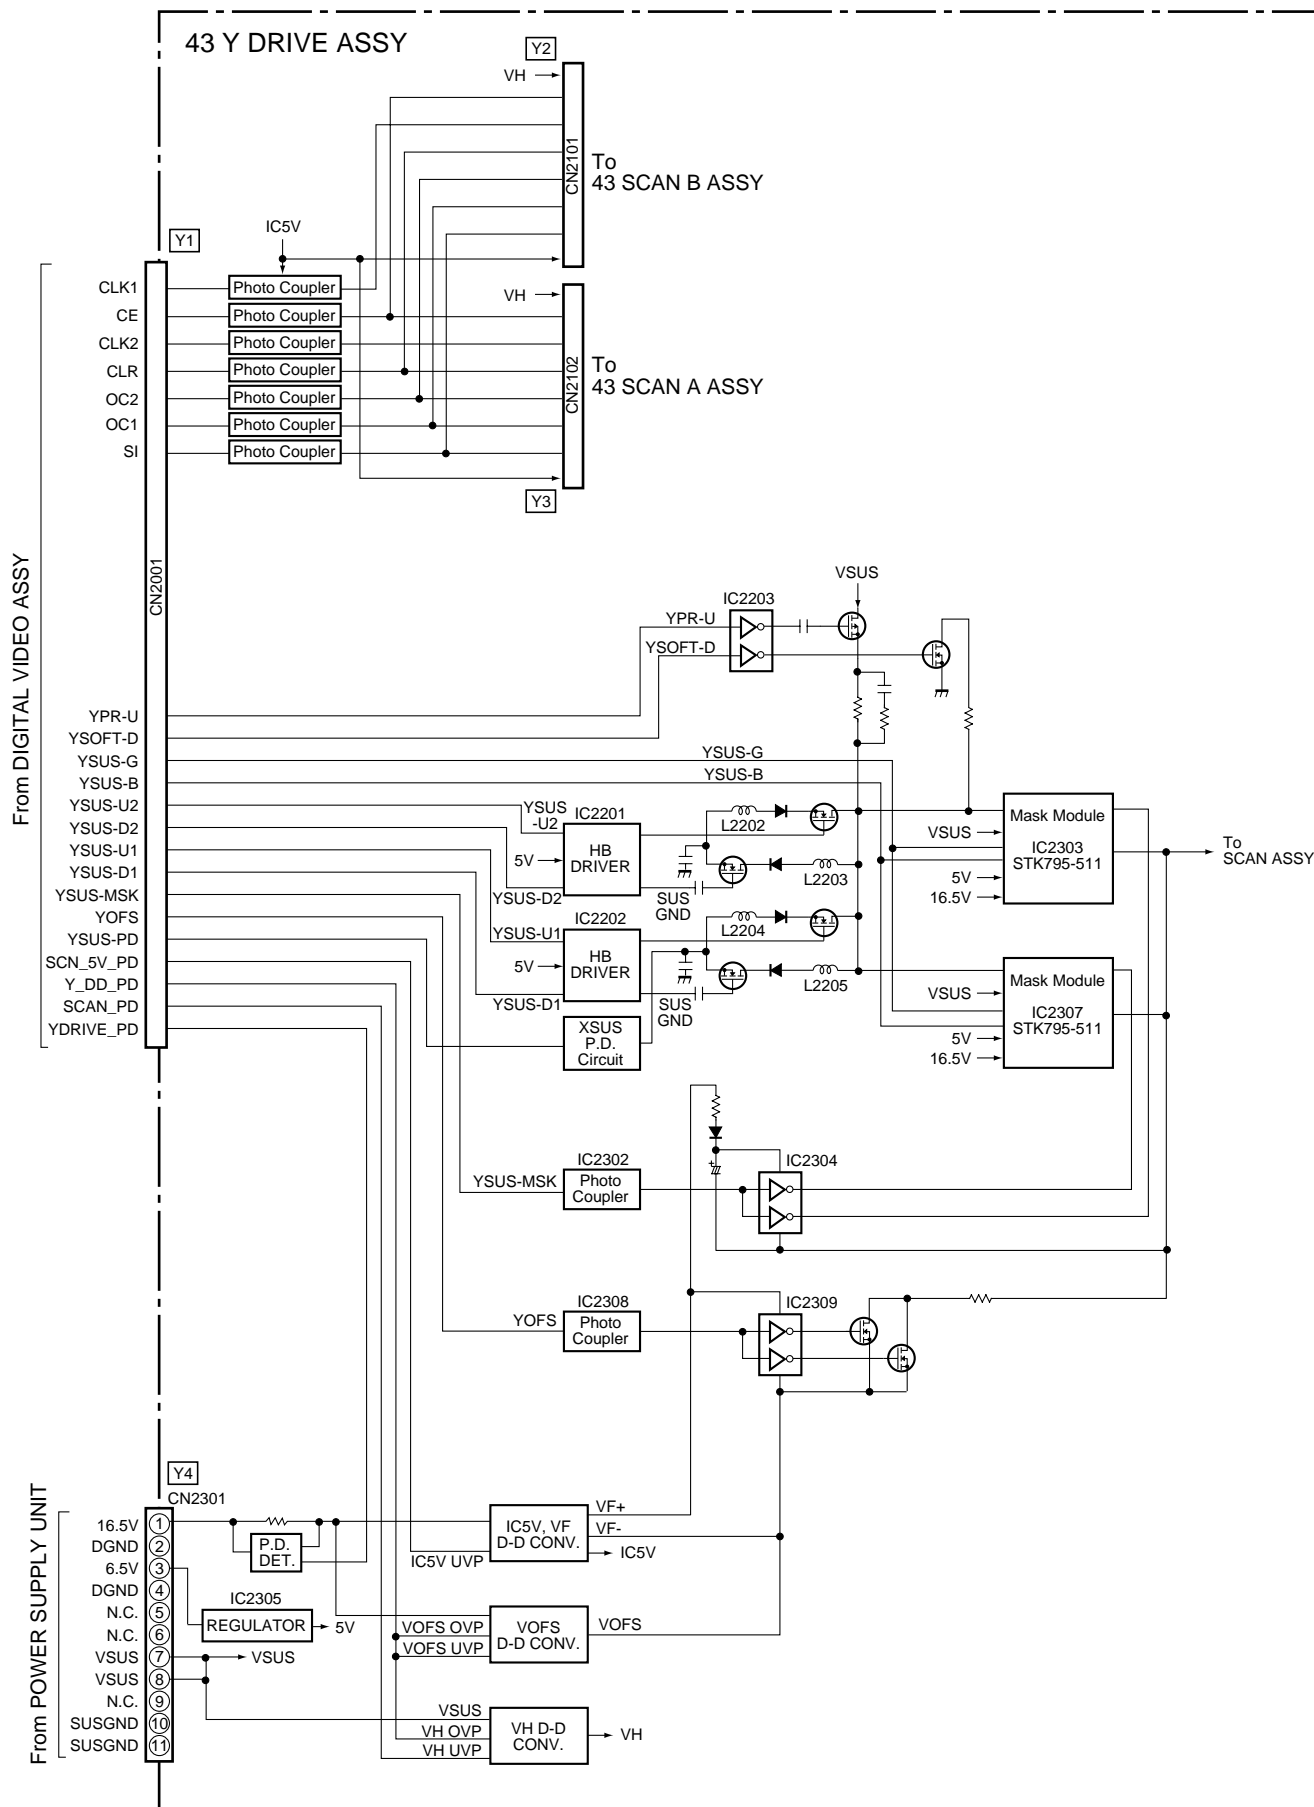 43 Y DRIVE ASSY
Y2
VH
CN2101
To
43 SCAN B ASSY
Y1
IC5V
CLK1
Photo Coupler
CE
Photo Coupler
CLK2
Photo Coupler
CLR
Photo Coupler
OC2
Photo Coupler
OC1
Photo Coupler
SI
Photo Coupler
VH
CN2102
To
43 SCAN A ASSY
Y3
From DIGITAL VIDEO ASSY
CN2001
VSUS
IC2203
YPR-U
YSOFT-D
YPR-U
YSOFT-D
YSUS-G
YSUS-B
YSUS-U2
YSUS-D2
YSUS-U1
YSUS-D1
YSUS-MSK
YOFS
YSUS-PD
SCN_5V_PD
Y_DD_PD
SCAN_PD
YDRIVE_PD
YSUS-G
YSUS-B
YSUS
-U2
IC2201
HB
DRIVER
5V
YSUS-D2
L2202
L2203
SUS
GND
IC2202
YSUS-U1
HB
DRIVER
5V
YSUS-D1
L2204
L2205
SUS
GND
XSUS
P.D.
Circuit
Mask Module
IC2303
STK795-511
VSUS
5V
16.5V
To
SCAN ASSY
Mask Module
IC2307
STK795-511
VSUS
5V
16.5V
+
IC2302
YSUS-MSK
Photo
Coupler
IC2304
IC2308
YOFS
Photo
Coupler
IC2309
From POWER SUPPLY UNIT
Y4
CN2301
16.5V 1
DGND 2
6.5V 3
DGND 4
N.C. 5
N.C. 6
VSUS 7
VSUS 8
N.C. 9
SUSGND 10
SUSGND 11
P.D.
DET.
IC2305
REGULATOR
5V
VSUS
IC5V, VF
D-D CONV.
IC5V UVP
VF+
VF-
IC5V
VOFS OVP
VOFS UVP
VOFS
D-D CONV.
VOFS
VSUS
VH OVP
VH UVP
VH D-D
CONV.
VH